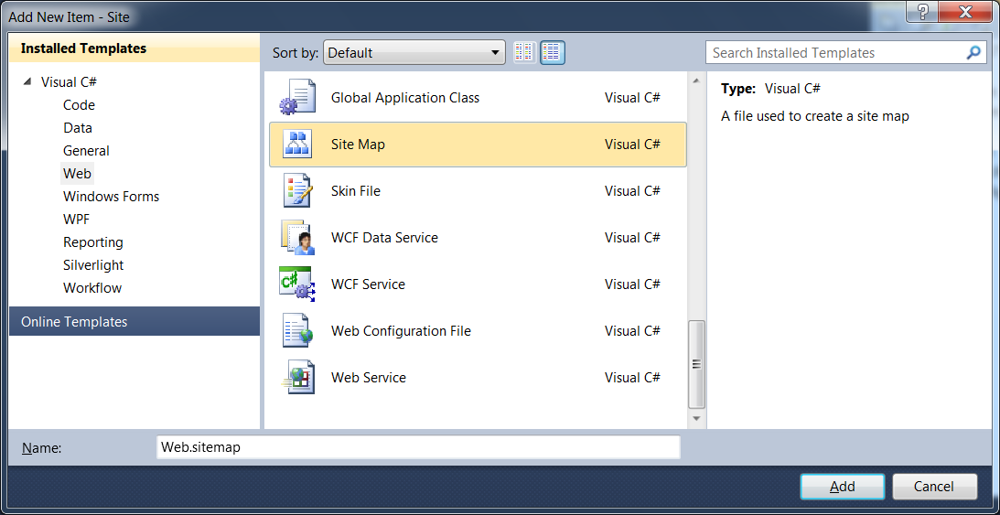 Add New Item - Site
Installed Templates
Visual C#
Code
Data
General
Web
Windows Forms
WPF
Reporting
Silverlight
Workflow
Online Templates
Sort by: Default
Global Application Class Visual C#
Site Map Visual C#
Skin File Visual C#
WCF Data Service Visual C#
WCF Service Visual C#
Web Configuration File Visual C#
Web Service Visual C#
Search Installed Templates
Type: Visual C#
A file used to create a site map
Name: Web.sitemap
Add Cancel